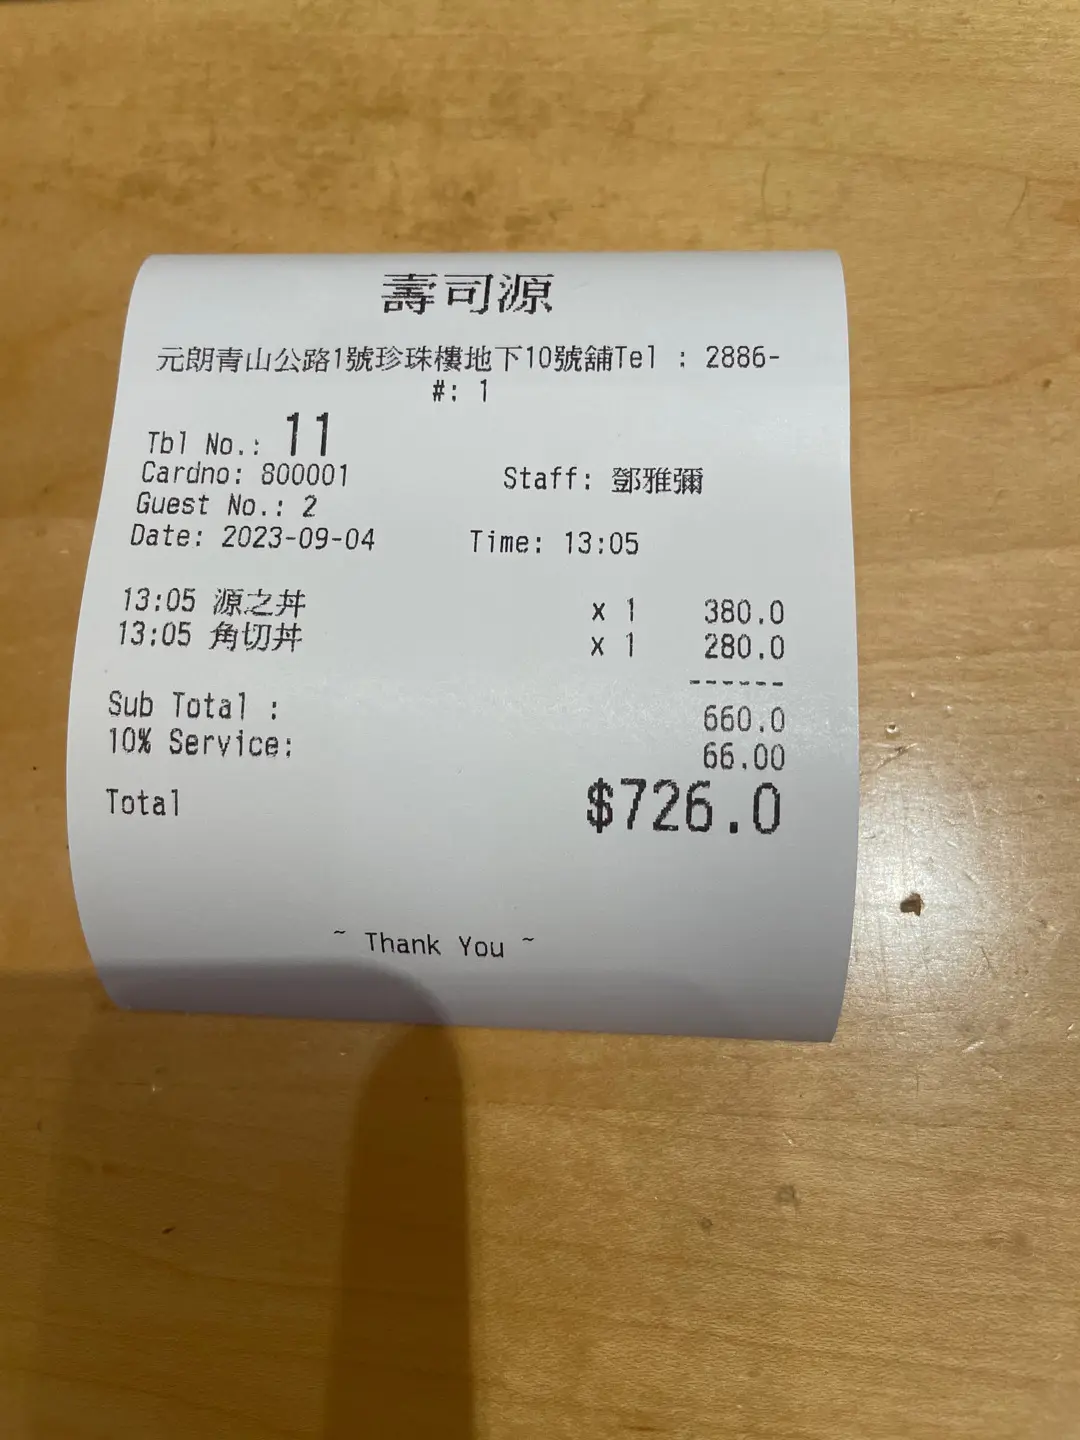 壽司源
元朗青山公路1號珍珠樓地下10號舖Tel : 2886-
#: 1
Tbl No.: 11
Cardno: 800001 Staff: 鄧雅彌
Guest No.: 2
Date: 2023-09-04 Time: 13:05
13:05 源之丼 x 1 380.0
13:05 角切丼 x 1 280.0
------
Sub Total : 660.0
10% Service: 66.00
Total $726.0
~ Thank You ~